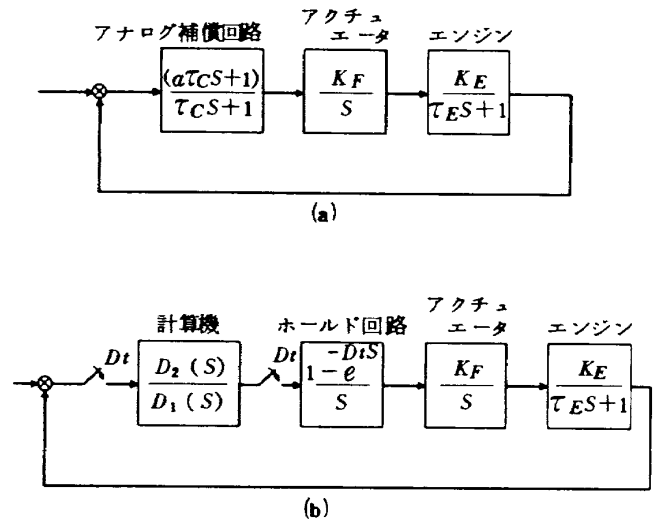 アナログ補償回路
アクチュ
エータ
エンジン
(aτCS+1)
τCS+1
KF
S
KE
τES+1
(a)
計算機
ホールド回路
アクチュ
エータ
エンジン
Dt
D2(S)
D1(S)
Dt
1-e-DtS
S
KF
S
KE
τES+1
(b)